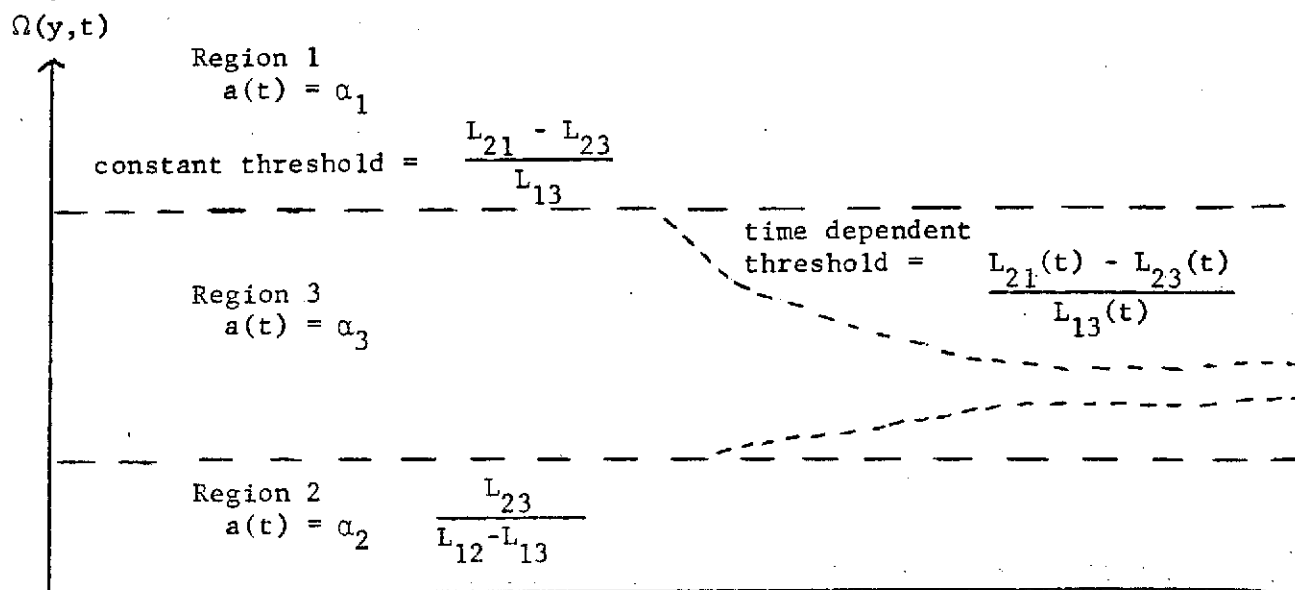 Ω(y,t)
Region 1
a(t) = α₁
constant threshold = (L₂₁ - L₂₃) / L₁₃
time dependent
threshold = (L₂₁(t) - L₂₃(t)) / L₁₃(t)
Region 3
a(t) = α₃
Region 2
a(t) = α₂ L₂₃ / (L₁₂-L₁₃)